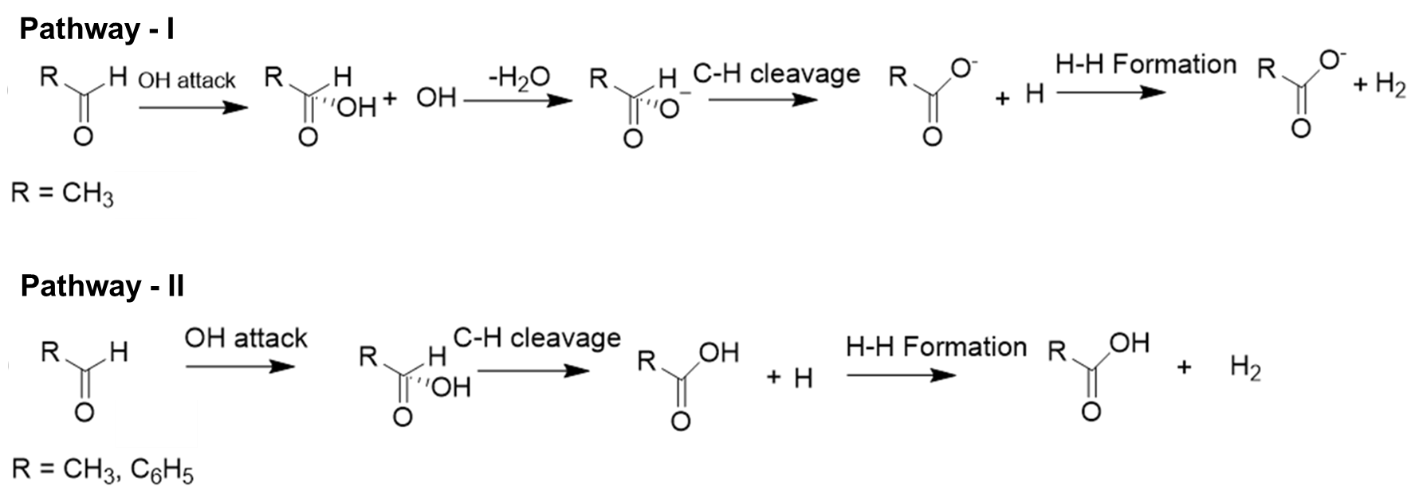 Pathway - I
R H OH attack R H OH + OH -H₂O R H O⁻ C-H cleavage R O⁻ + H H-H Formation R O⁻ + H₂
O O O O O
R = CH₃
Pathway - II
R H OH attack R H OH C-H cleavage R OH + H H-H Formation R OH + H₂
O O O O
R = CH₃, C₆H₅